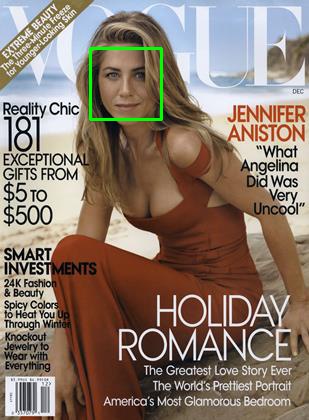 EXTREME BEAUTY
The Three-Minute Freeze
for Younger-Looking Skin
VOGUE
DEC
Reality Chic
181
EXCEPTIONAL
GIFTS FROM
$5 TO
$500
JENNIFER
ANISTON
"What
Angelina
Did Was
Very
Uncool"
SMART
INVESTMENTS
24K Fashion
& Beauty
Spicy Colors
to Heat You Up
Through Winter
Knockout
Jewelry to
Wear with
Everything
HOLIDAY
ROMANCE
The Greatest Love Story Ever
The World's Prettiest Portrait
America's Most Glamorous Bedroom